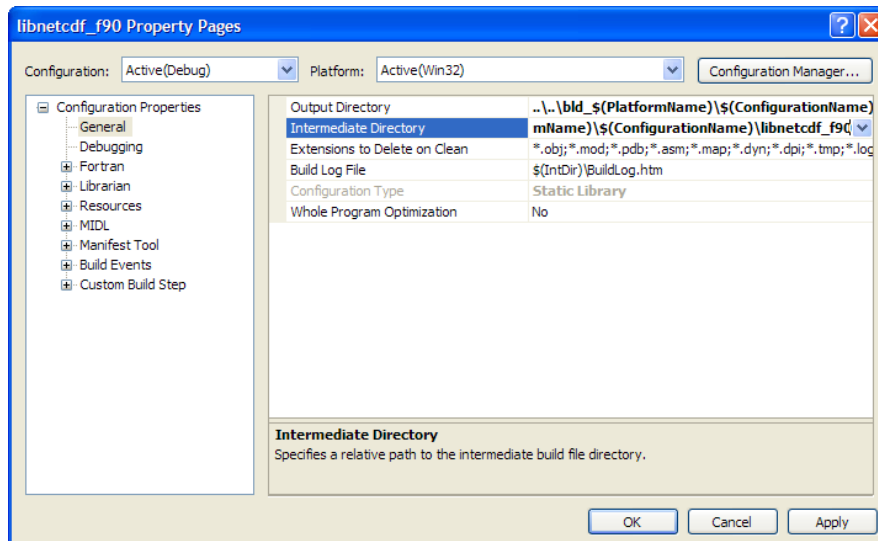 libnetcdf_f90 Property Pages
Configuration: Active(Debug) Platform: Active(Win32) Configuration Manager...
Configuration Properties
General
Debugging
Fortran
Librarian
Resources
MIDL
Manifest Tool
Build Events
Custom Build Step
Output Directory ..\..\bld_$(PlatformName)\$(ConfigurationName)
Intermediate Directory mName)\$(ConfigurationName)\libnetcdf_f90
Extensions to Delete on Clean *.obj;*.mod;*.pdb;*.asm;*.map;*.dyn;*.dpi;*.tmp;*.log
Build Log File $(IntDir)\BuildLog.htm
Configuration Type Static Library
Whole Program Optimization No
Intermediate Directory
Specifies a relative path to the intermediate build file directory.
OK Cancel Apply